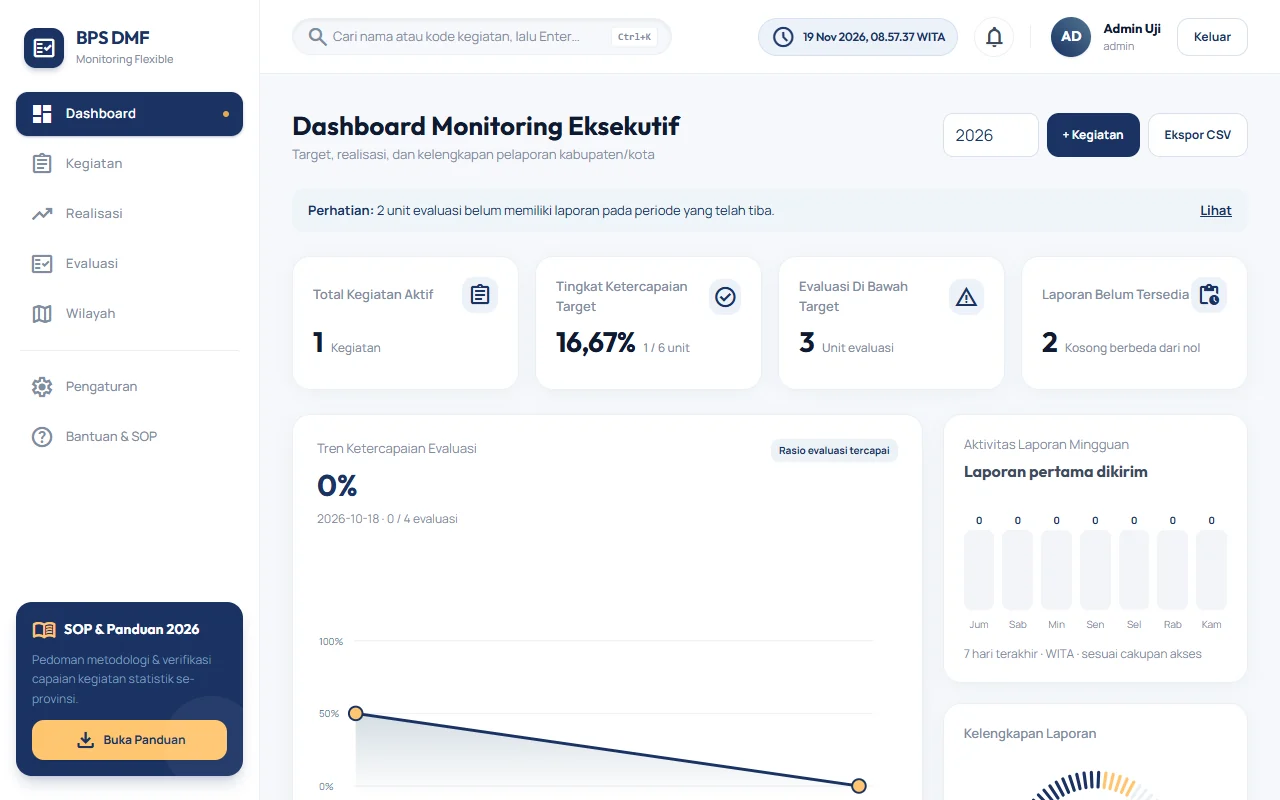 BPS DMF
Monitoring Flexible
Dashboard
Kegiatan
Realisasi
Evaluasi
Wilayah
Pengaturan
Bantuan & SOP
SOP & Panduan 2026
Pedoman metodologi & verifikasi
capaian kegiatan statistik se-
provinsi.
Buka Panduan
Cari nama atau kode kegiatan, lalu Enter...
Ctrl+K
19 Nov 2026, 08.57.37 WITA
AD
Admin Uji
admin
Keluar
Dashboard Monitoring Eksekutif
Target, realisasi, dan kelengkapan pelaporan kabupaten/kota
2026
+ Kegiatan
Ekspor CSV
Perhatian: 2 unit evaluasi belum memiliki laporan pada periode yang telah tiba.
Lihat
Total Kegiatan Aktif
1 Kegiatan
Tingkat Ketercapaian
Target
16,67% 1 / 6 unit
Evaluasi Di Bawah
Target
3 Unit evaluasi
Laporan Belum Tersedia
2 Kosong berbeda dari nol
Tren Ketercapaian Evaluasi
Rasio evaluasi tercapai
0%
2026-10-18 · 0 / 4 evaluasi
100%
50%
0%
Aktivitas Laporan Mingguan
Laporan pertama dikirim
0 0 0 0 0 0 0
Jum Sab Min Sen Sel Rab Kam
7 hari terakhir · WITA · sesuai cakupan akses
Kelengkapan Laporan